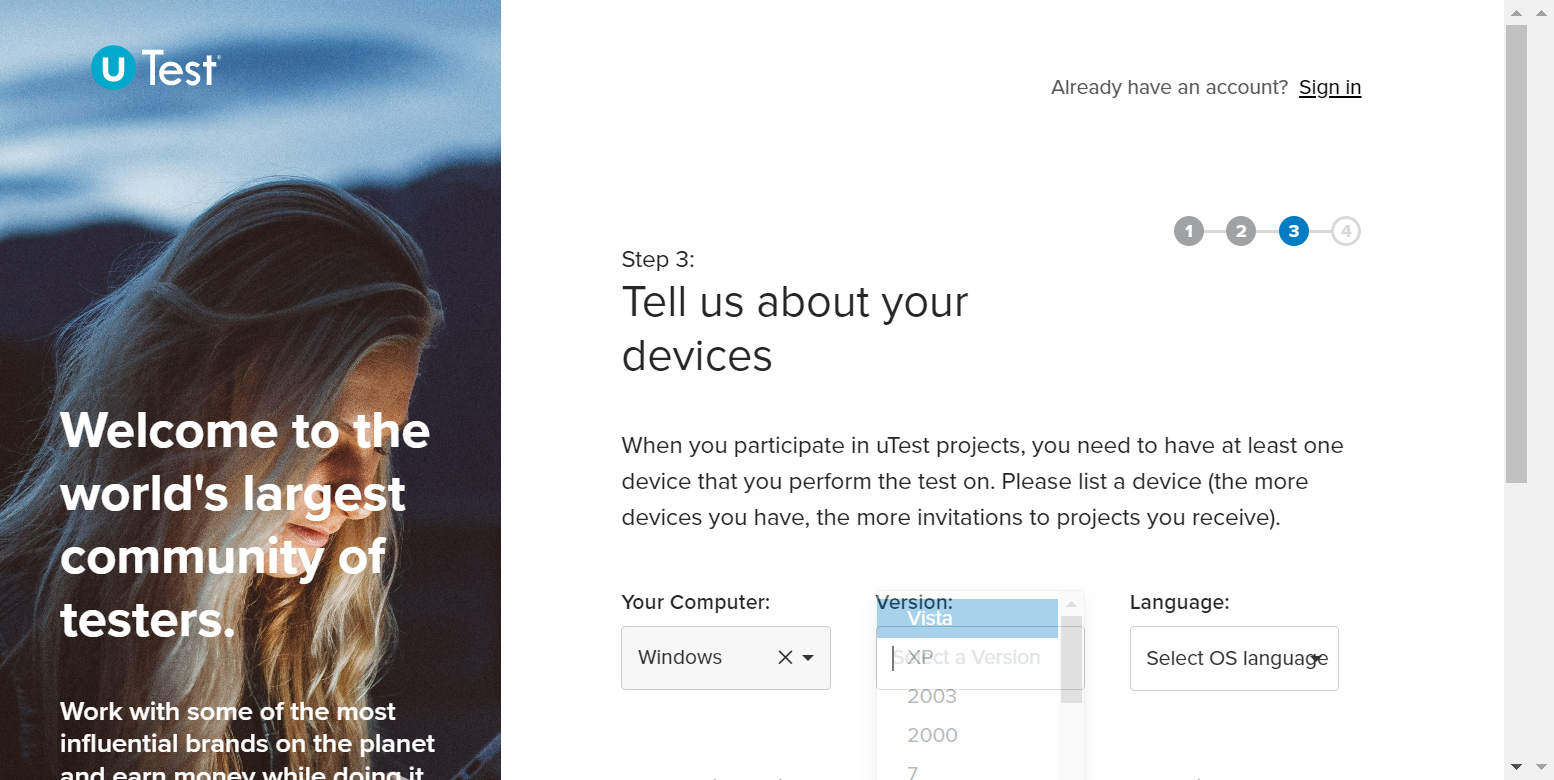 uTest
Already have an account? Sign in
1 2 3 4
Step 3:
Tell us about your
devices
Welcome to the
world's largest
community of
testers.
When you participate in uTest projects, you need to have at least one
device that you perform the test on. Please list a device (the more
devices you have, the more invitations to projects you receive).
Your Computer:
Windows
Version:
Select a Version
Vista
XP
2003
2000
7
Language:
Select OS language
Work with some of the most
influential brands on the planet
and earn money while doing it